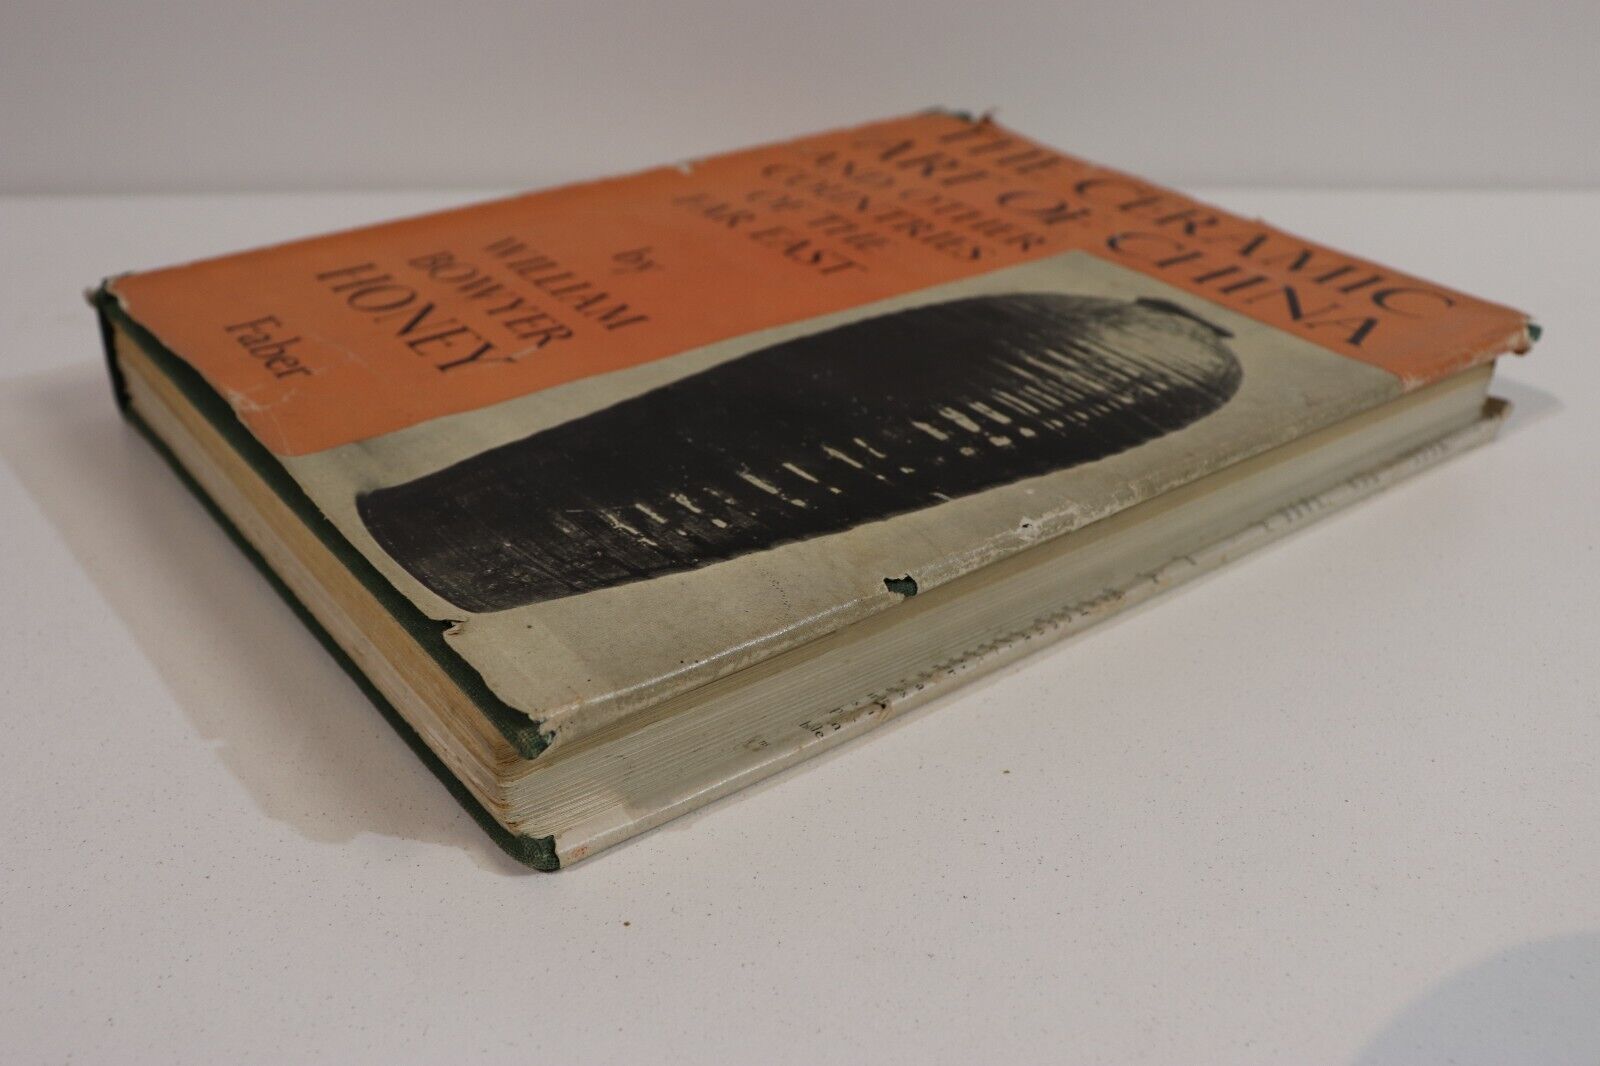 THE CERAMIC
ART OF CHINA
AND OTHER
COUNTRIES
OF THE
FAR EAST
by
WILLIAM
BOWYER
HONEY
Faber